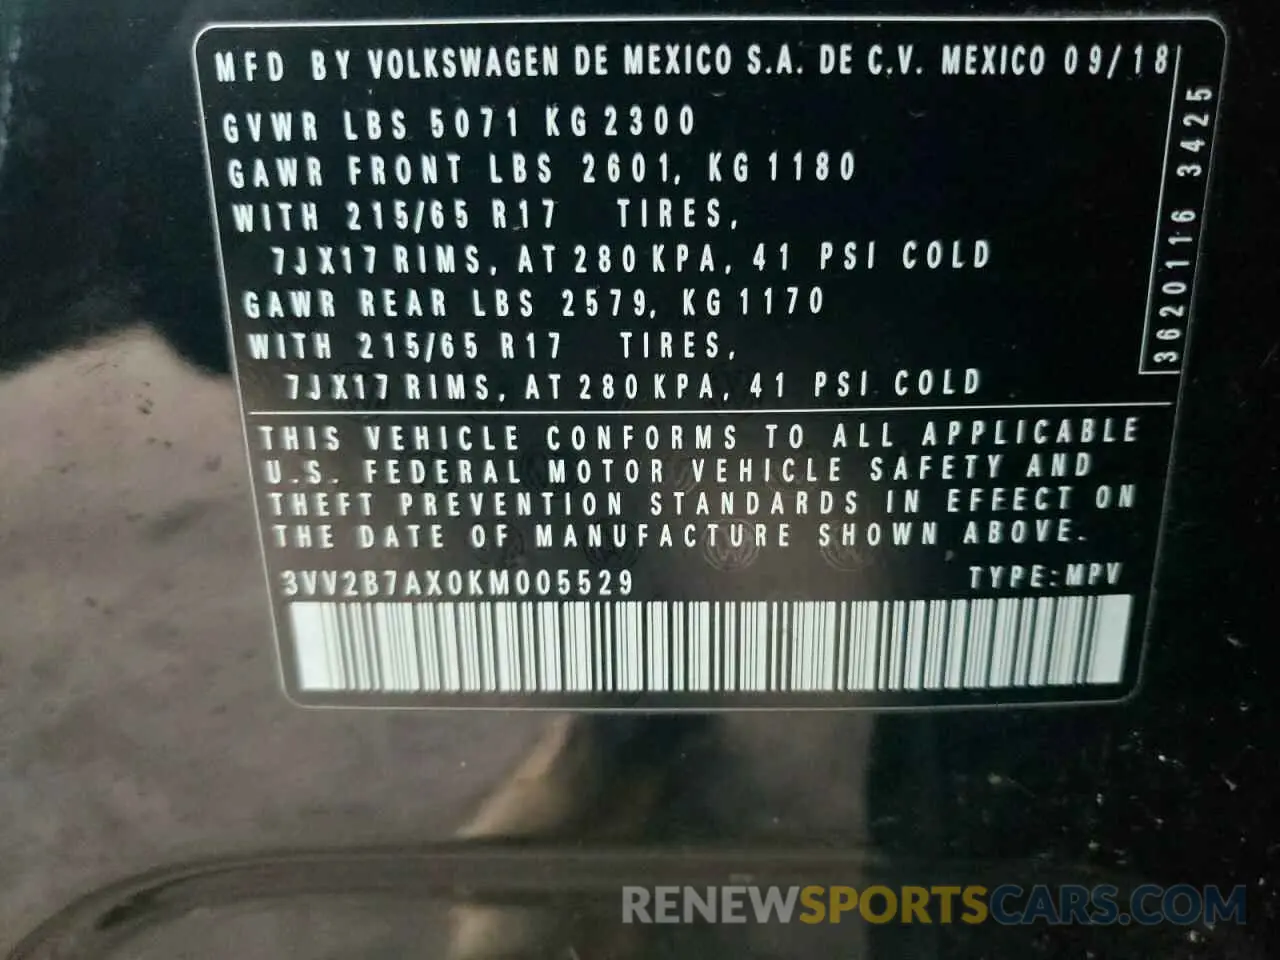 MFD BY VOLKSWAGEN DE MEXICO S.A. DE C.V. MEXICO 09/18
GVWR LBS 5071 KG 2300
GAWR FRONT LBS 2601, KG 1180
WITH 215/65 R17 TIRES,
7JX17 RIMS, AT 280 KPA, 41 PSI COLD
GAWR REAR LBS 2579, KG 1170
WITH 215/65 R17 TIRES,
7JX17 RIMS, AT 280 KPA, 41 PSI COLD
3620116 3425
THIS VEHICLE CONFORMS TO ALL APPLICABLE
U.S. FEDERAL MOTOR VEHICLE SAFETY AND
THEFT PREVENTION STANDARDS IN EFEECT ON
THE DATE OF MANUFACTURE SHOWN ABOVE.
3VV2B7AX0KM005529 TYPE:MPV
RENEWSPORTSCARS.COM